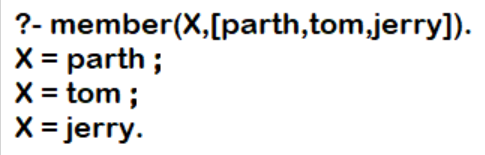 ?- member(X,[parth,tom,jerry]).
X = parth ;
X = tom ;
X = jerry.